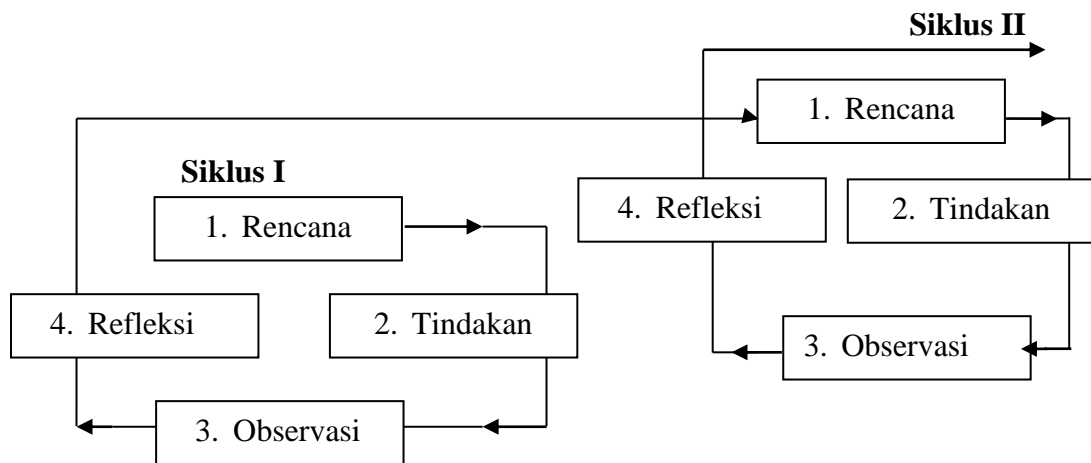 Siklus II
1. Rencana
4. Refleksi
2. Tindakan
3. Observasi
Siklus I
1. Rencana
4. Refleksi
2. Tindakan
3. Observasi